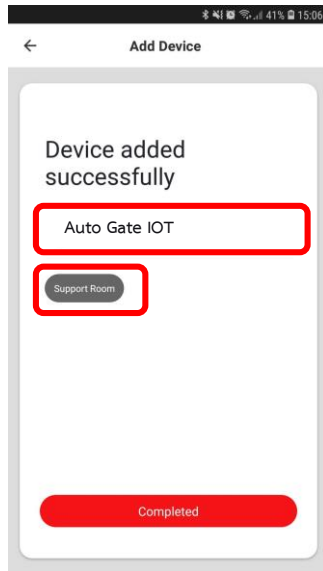 41% 15:06
Add Device
Device added
successfully
Auto Gate IOT
Support Room
Completed